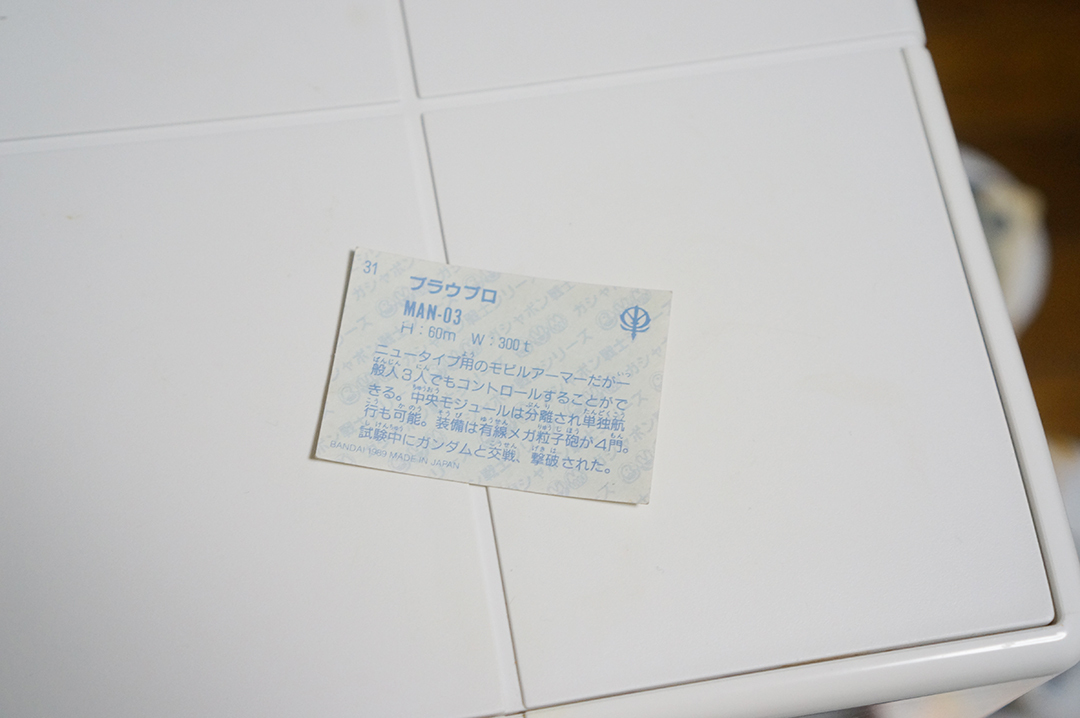 31
ブラウブロ
MAN-03
H:60m W:300t
ニュータイプ用のモビルアーマーだが一
般人3人でもコントロールすることがで
きる。中央モジュールは分離され単独航
行も可能。装備は有線メガ粒子砲が4門。
試験中にガンダムと交戦、撃破された。
BANDAI 1989 MADE IN JAPAN